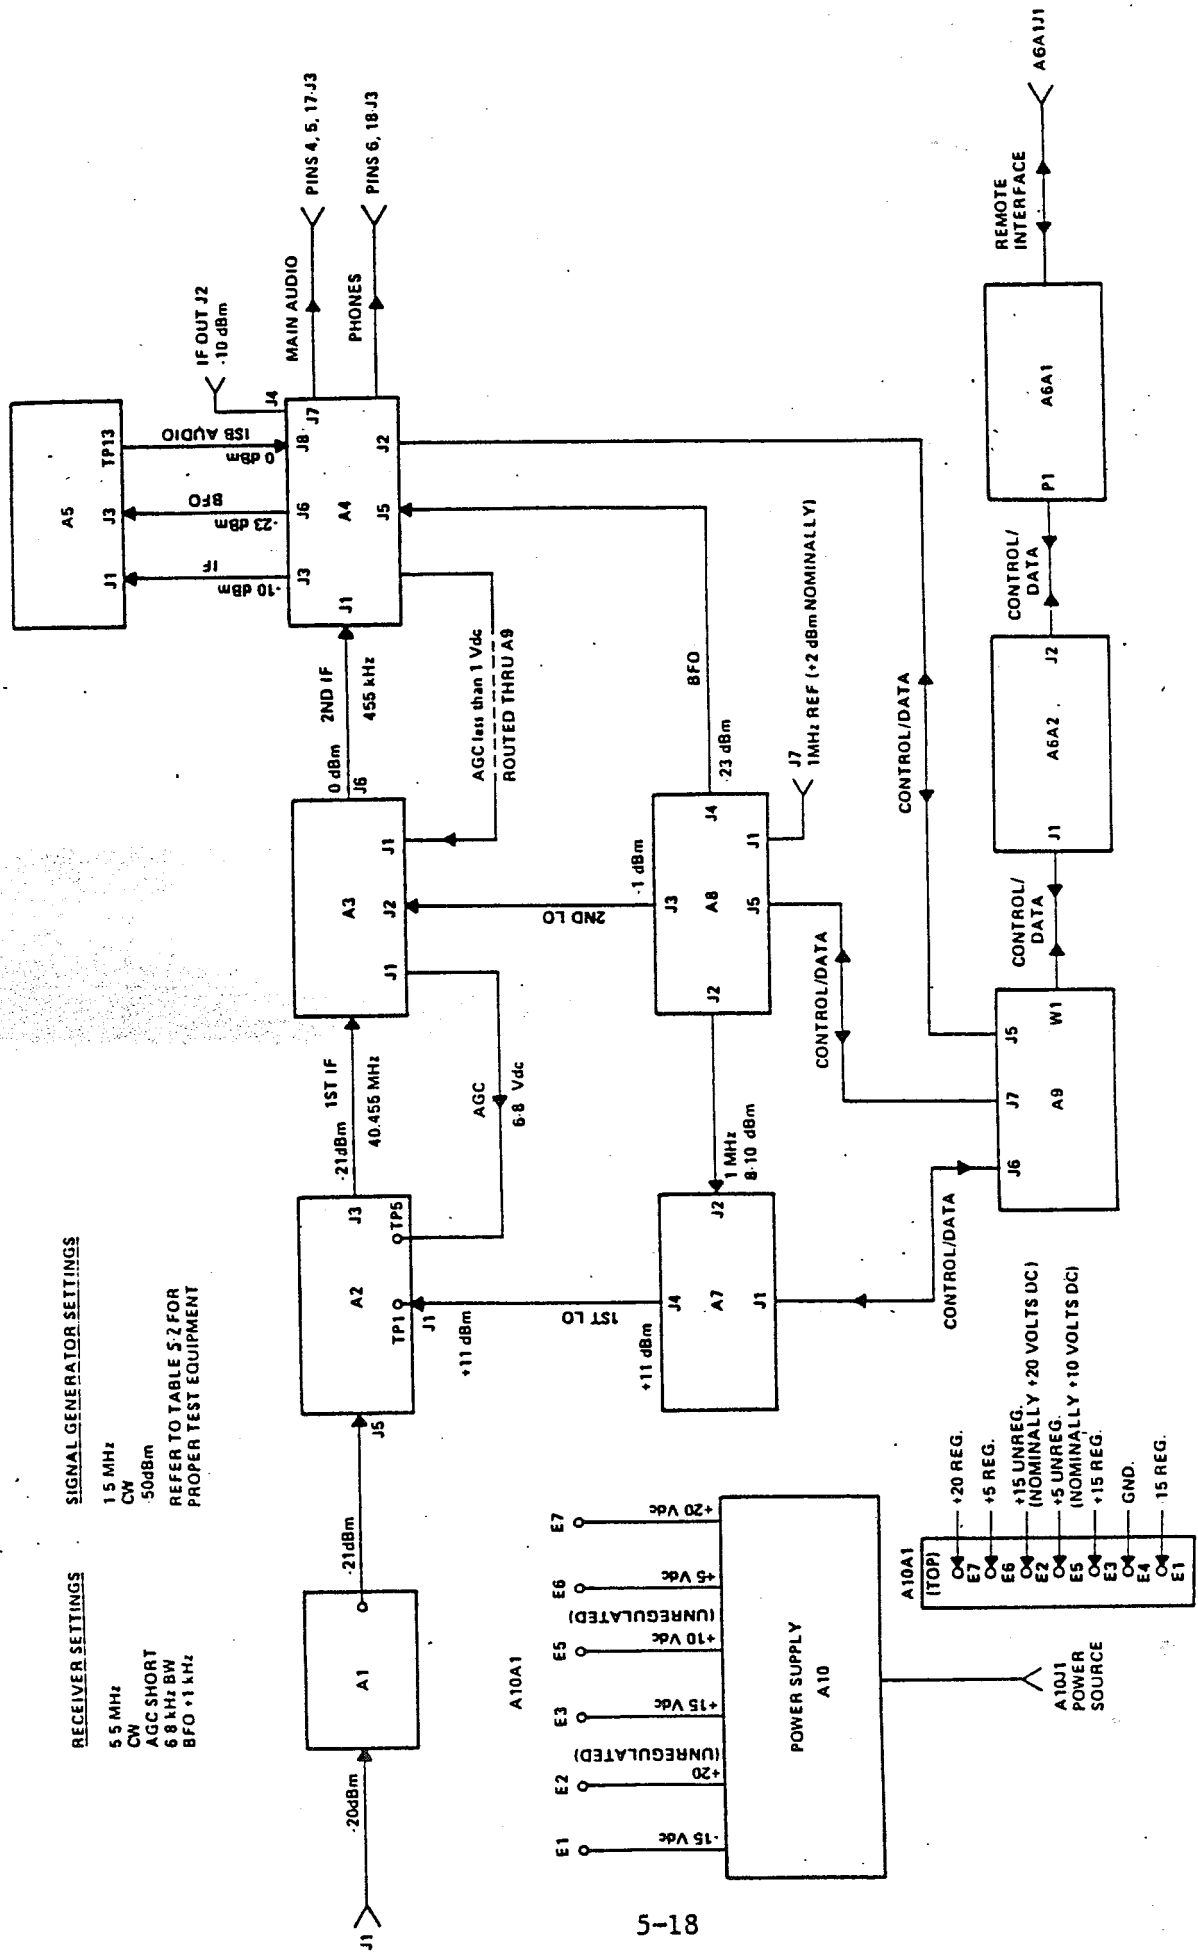 RECEIVER SETTINGS
5 5 MHz
CW
AGC SHORT
6 8 kHz BW
BFO +1 kHz
SIGNAL GENERATOR SETTINGS
1 5 MHz
CW
-50dBm
REFER TO TABLE 5-2 FOR
PROPER TEST EQUIPMENT
J1
-20dBm
A1
-21dBm
J5
A2
J3
TP1
TP5
J1
+11 dBm
-21dBm
1ST IF
40.455 MHz
AGC
6-8 Vdc
A3
J1
J2
J1
J6
0 dBm
2ND IF
455 kHz
AGC less than 1 Vdc
ROUTED THRU A9
A5
J1
J3
TP13
IF
-10 dBm
BFO
-23 dBm
ISB AUDIO
0 dBm
J1
J3
J6
J8
J7
J4
A4
J5
J2
IF OUT J2
-10 dBm
MAIN AUDIO
PINS 4, 5, 17-J3
PHONES
PINS 6, 18-J3
1ST LO
+11 dBm
J4
A7
J1
J2
1 MHz
8-10 dBm
2ND LO
-1 dBm
J3
A8
J2
J4
J5
J1
-23 dBm
BFO
J7
1MHz REF (+2 dBm NOMINALLY)
CONTROL/DATA
CONTROL/DATA
CONTROL/DATA
J6
J7
J5
A9
W1
CONTROL/
DATA
J1
A6A2
J2
CONTROL/
DATA
P1
A6A1
REMOTE
INTERFACE
A6A1J1
A10A1
E1
E2
E3
E5
E6
E7
-15 Vdc
+20
(UNREGULATED)
+15 Vdc
+10 Vdc
(UNREGULATED)
+5 Vdc
+20 Vdc
POWER SUPPLY
A10
A10J1
POWER
SOURCE
A10A1
(TOP)
E7
+20 REG.
E6
+5 REG.
E2
+15 UNREG.
(NOMINALLY +20 VOLTS DC)
E5
+5 UNREG.
(NOMINALLY +10 VOLTS DC)
E3
+15 REG.
E4
GND.
E1
-15 REG.
5-18